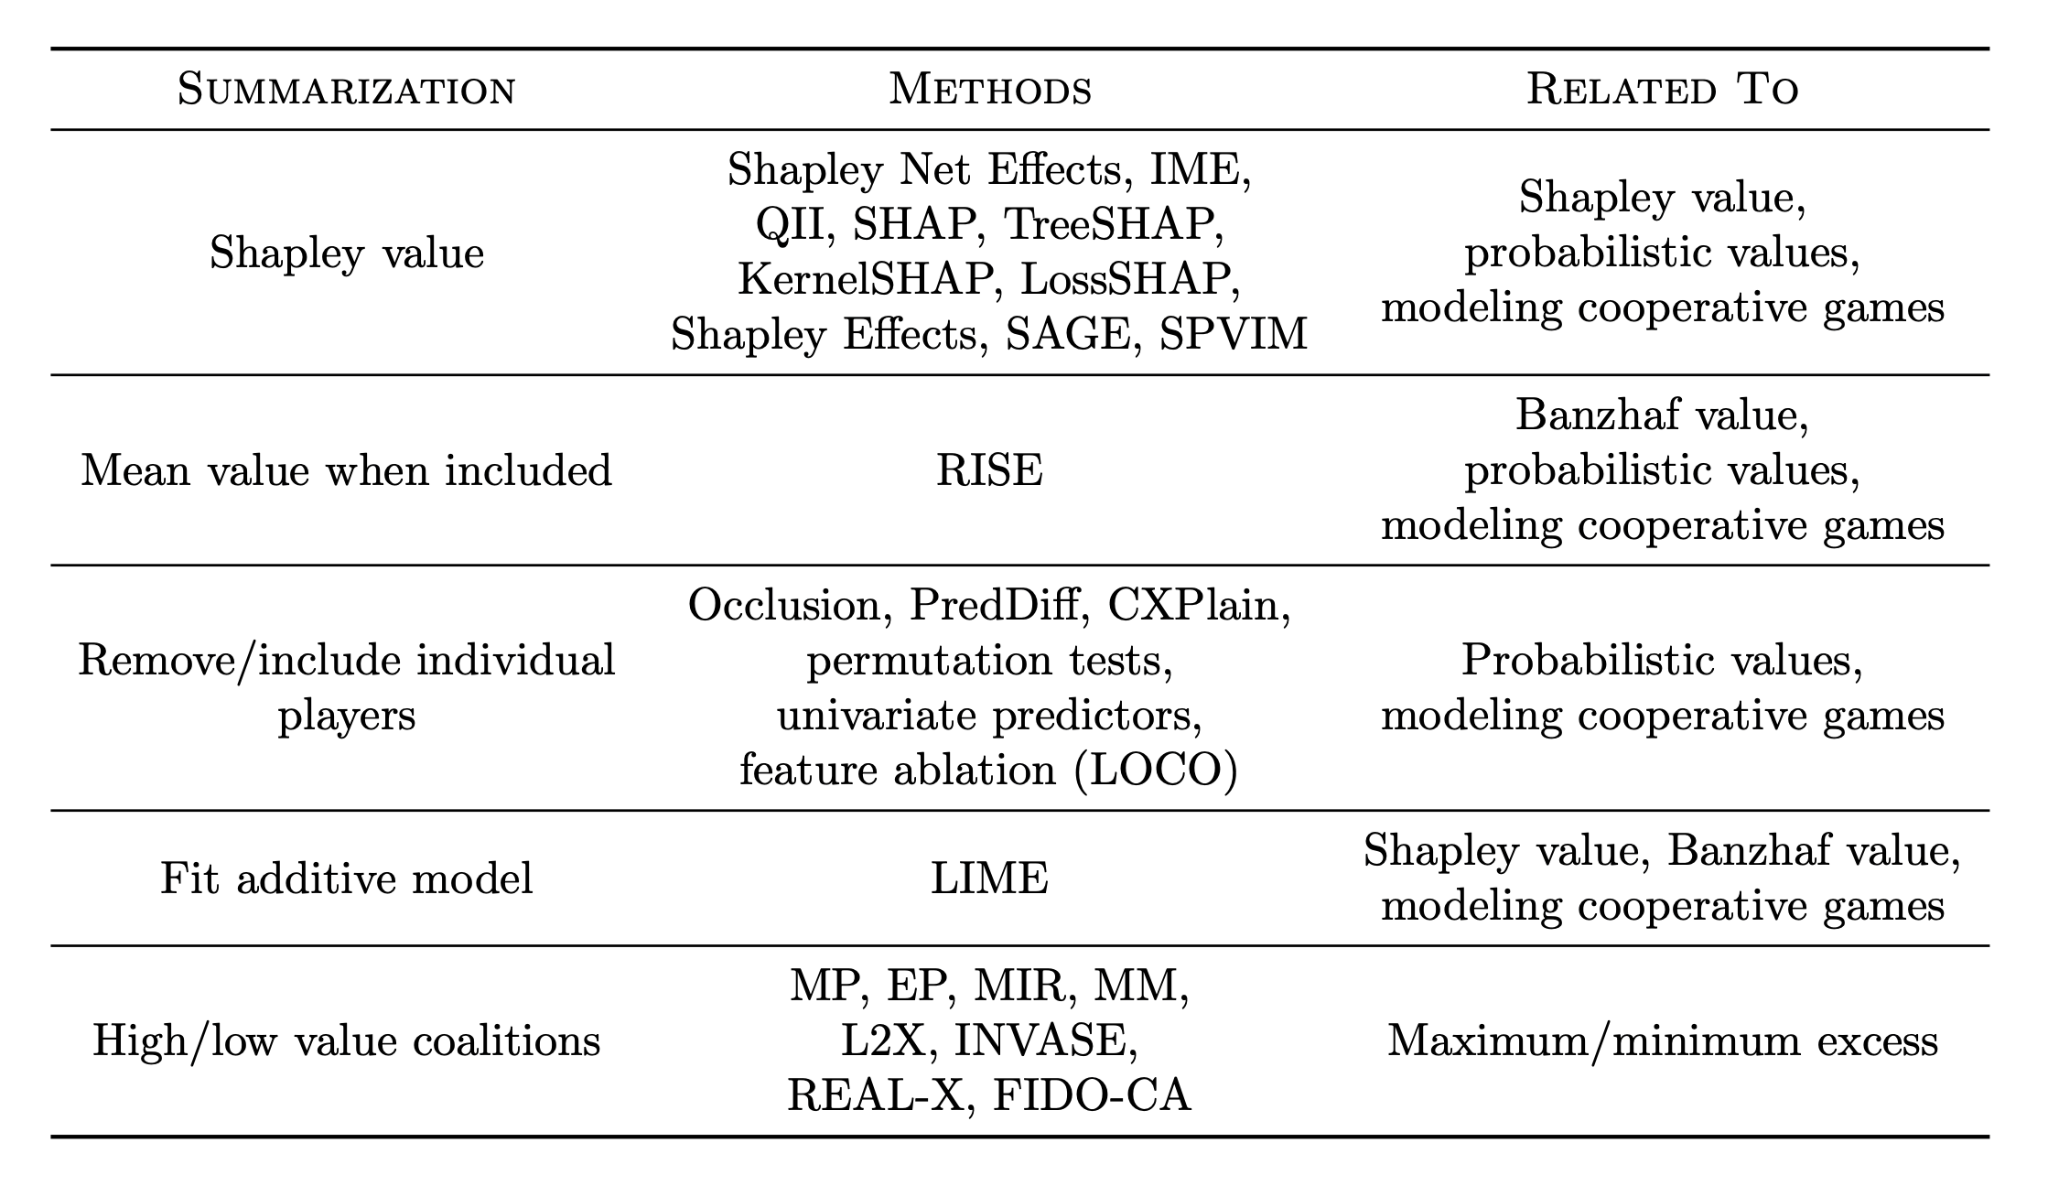 SUMMARIZATION METHODS RELATED TO
Shapley value
Shapley Net Effects, IME,
QII, SHAP, TreeSHAP,
KernelSHAP, LossSHAP,
Shapley Effects, SAGE, SPVIM
Shapley value,
probabilistic values,
modeling cooperative games
Mean value when included
RISE
Banzhaf value,
probabilistic values,
modeling cooperative games
Remove/include individual
players
Occlusion, PredDiff, CXPlain,
permutation tests,
univariate predictors,
feature ablation (LOCO)
Probabilistic values,
modeling cooperative games
Fit additive model
LIME
Shapley value, Banzhaf value,
modeling cooperative games
High/low value coalitions
MP, EP, MIR, MM,
L2X, INVASE,
REAL-X, FIDO-CA
Maximum/minimum excess